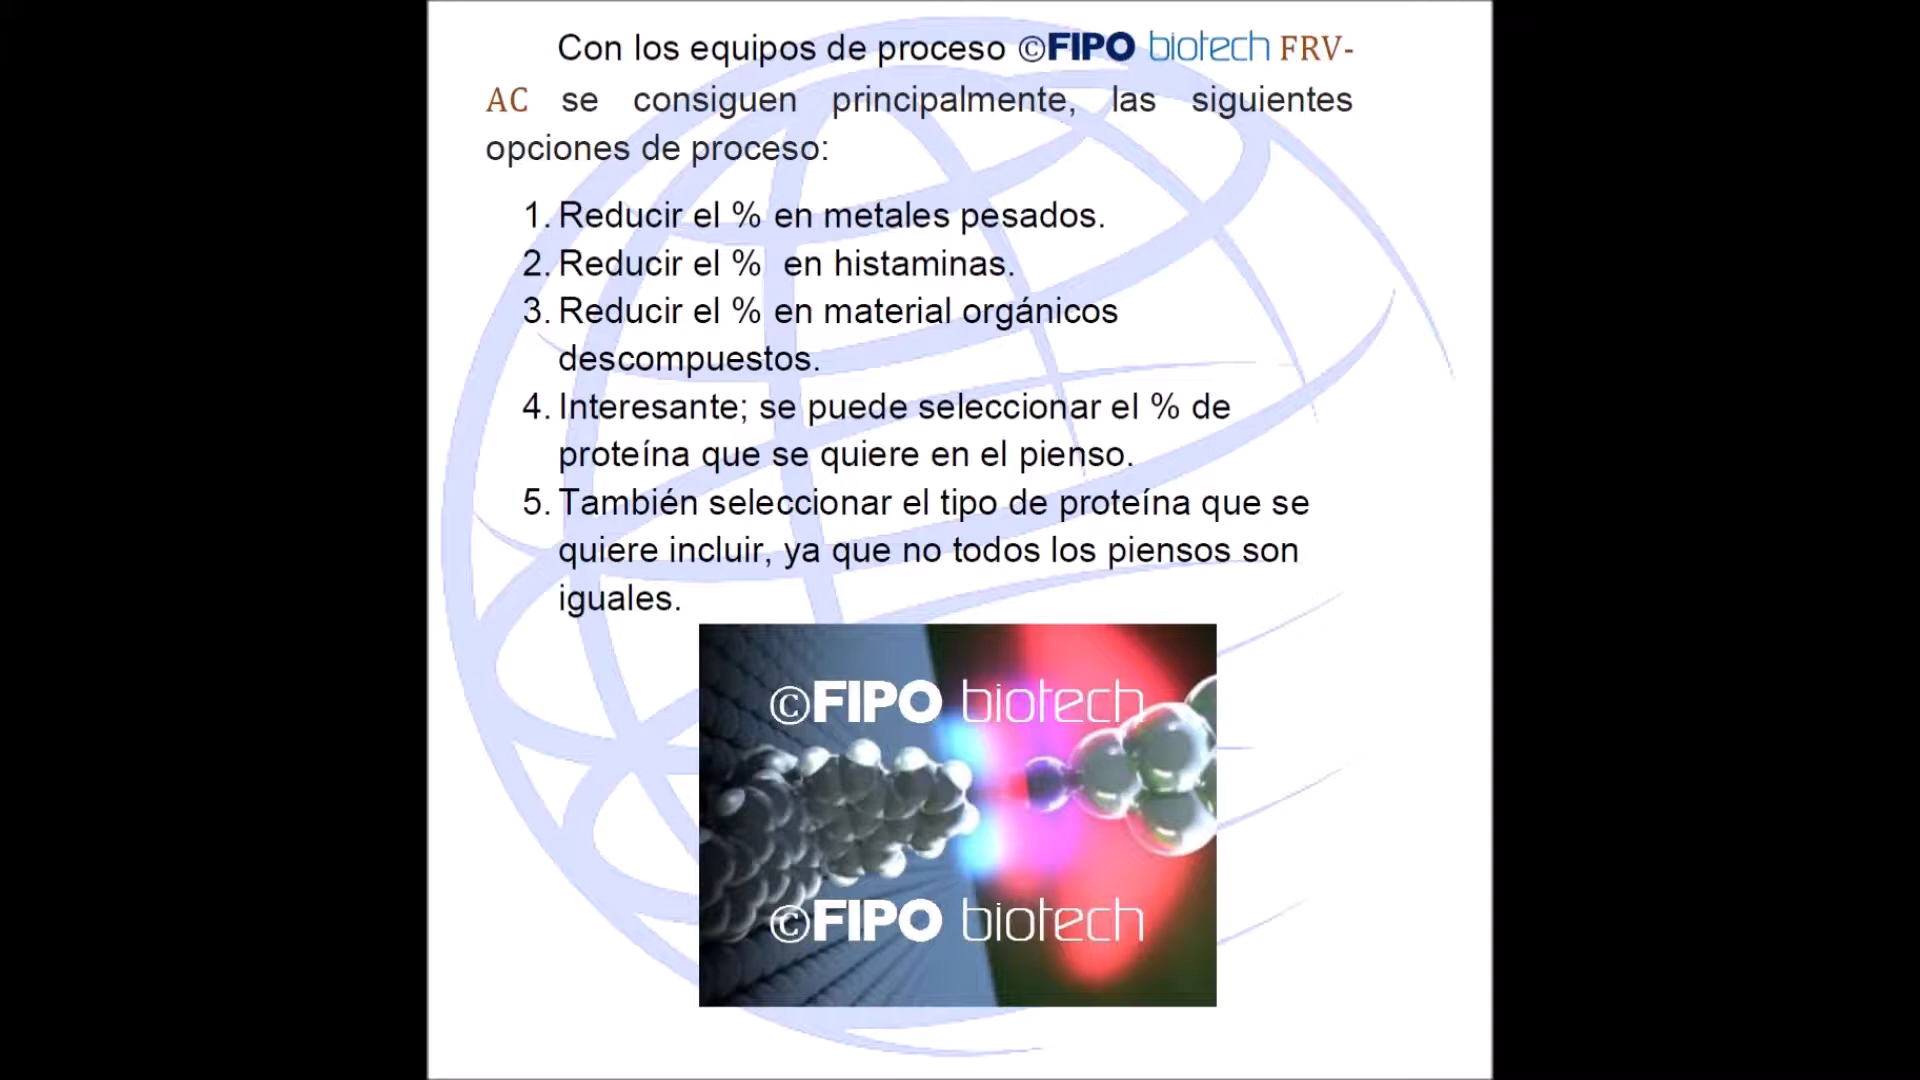 Con los equipos de proceso ©FIPO biotech FRV-
AC se consiguen principalmente, las siguientes
opciones de proceso:
1. Reducir el % en metales pesados.
2. Reducir el % en histaminas.
3. Reducir el % en material orgánicos
descompuestos.
4. Interesante; se puede seleccionar el % de
proteína que se quiere en el pienso.
5. También seleccionar el tipo de proteína que se
quiere incluir, ya que no todos los piensos son
iguales.
©FIPO biotech
©FIPO biotech